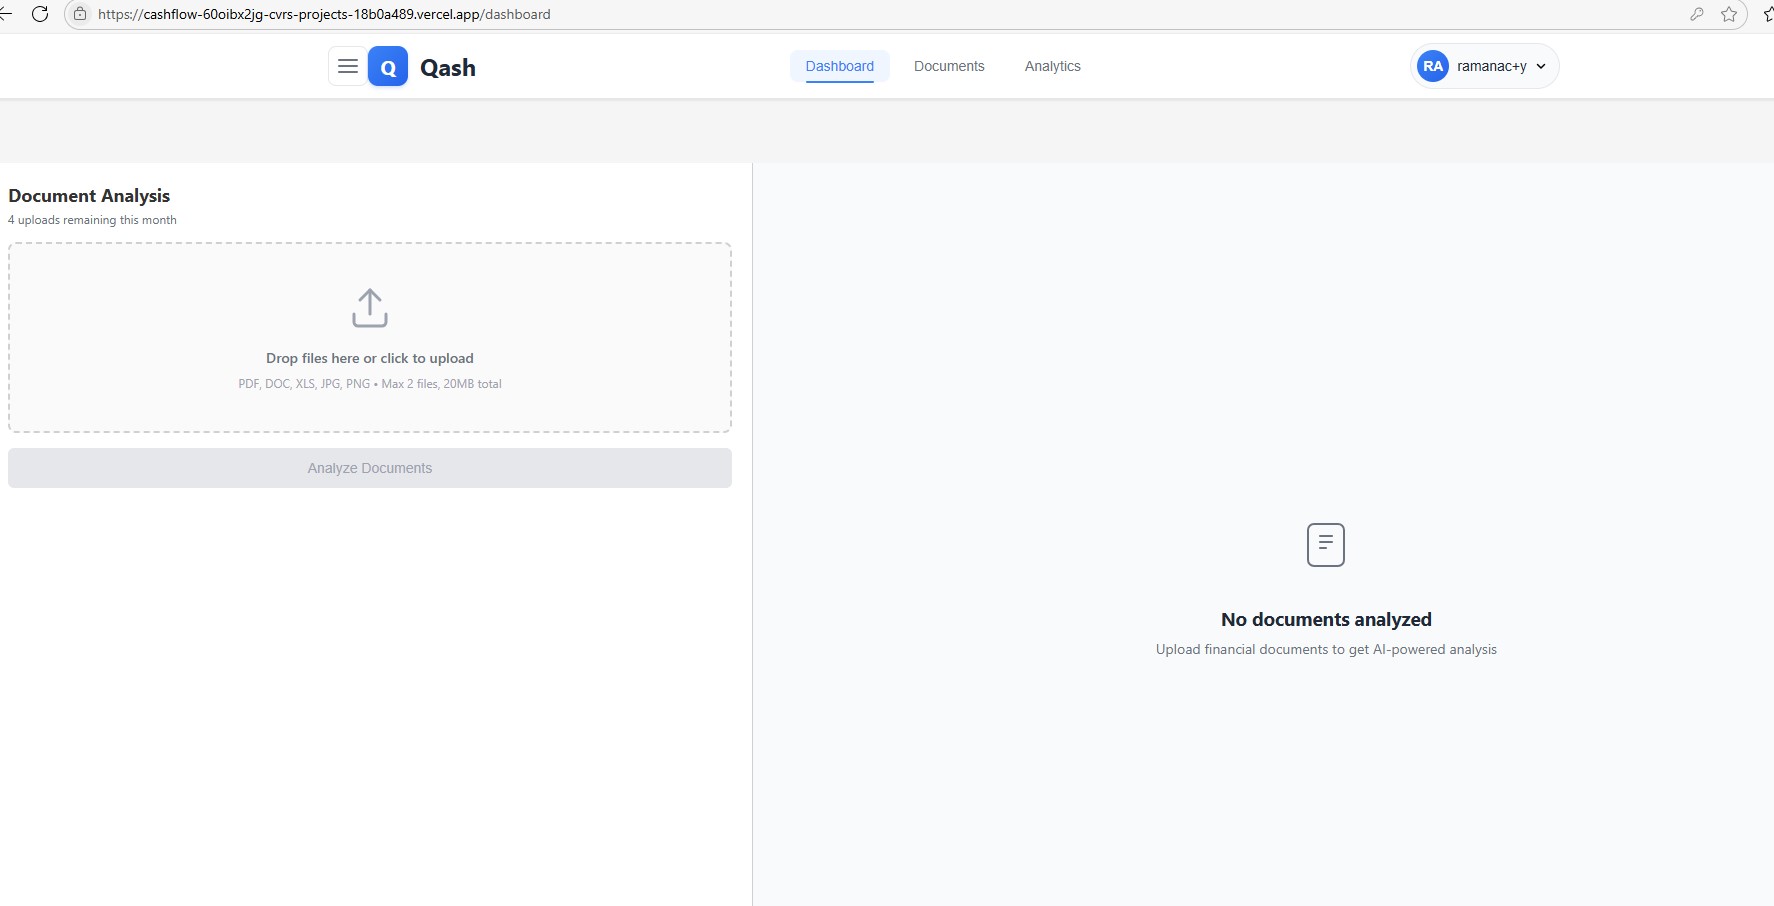 https://cashflow-60oibx2jg-cvrs-projects-18b0a489.vercel.app/dashboard
Q Qash Dashboard Documents Analytics RA ramanac+y
Document Analysis
4 uploads remaining this month
Drop files here or click to upload
PDF, DOC, XLS, JPG, PNG • Max 2 files, 20MB total
Analyze Documents
No documents analyzed
Upload financial documents to get AI-powered analysis